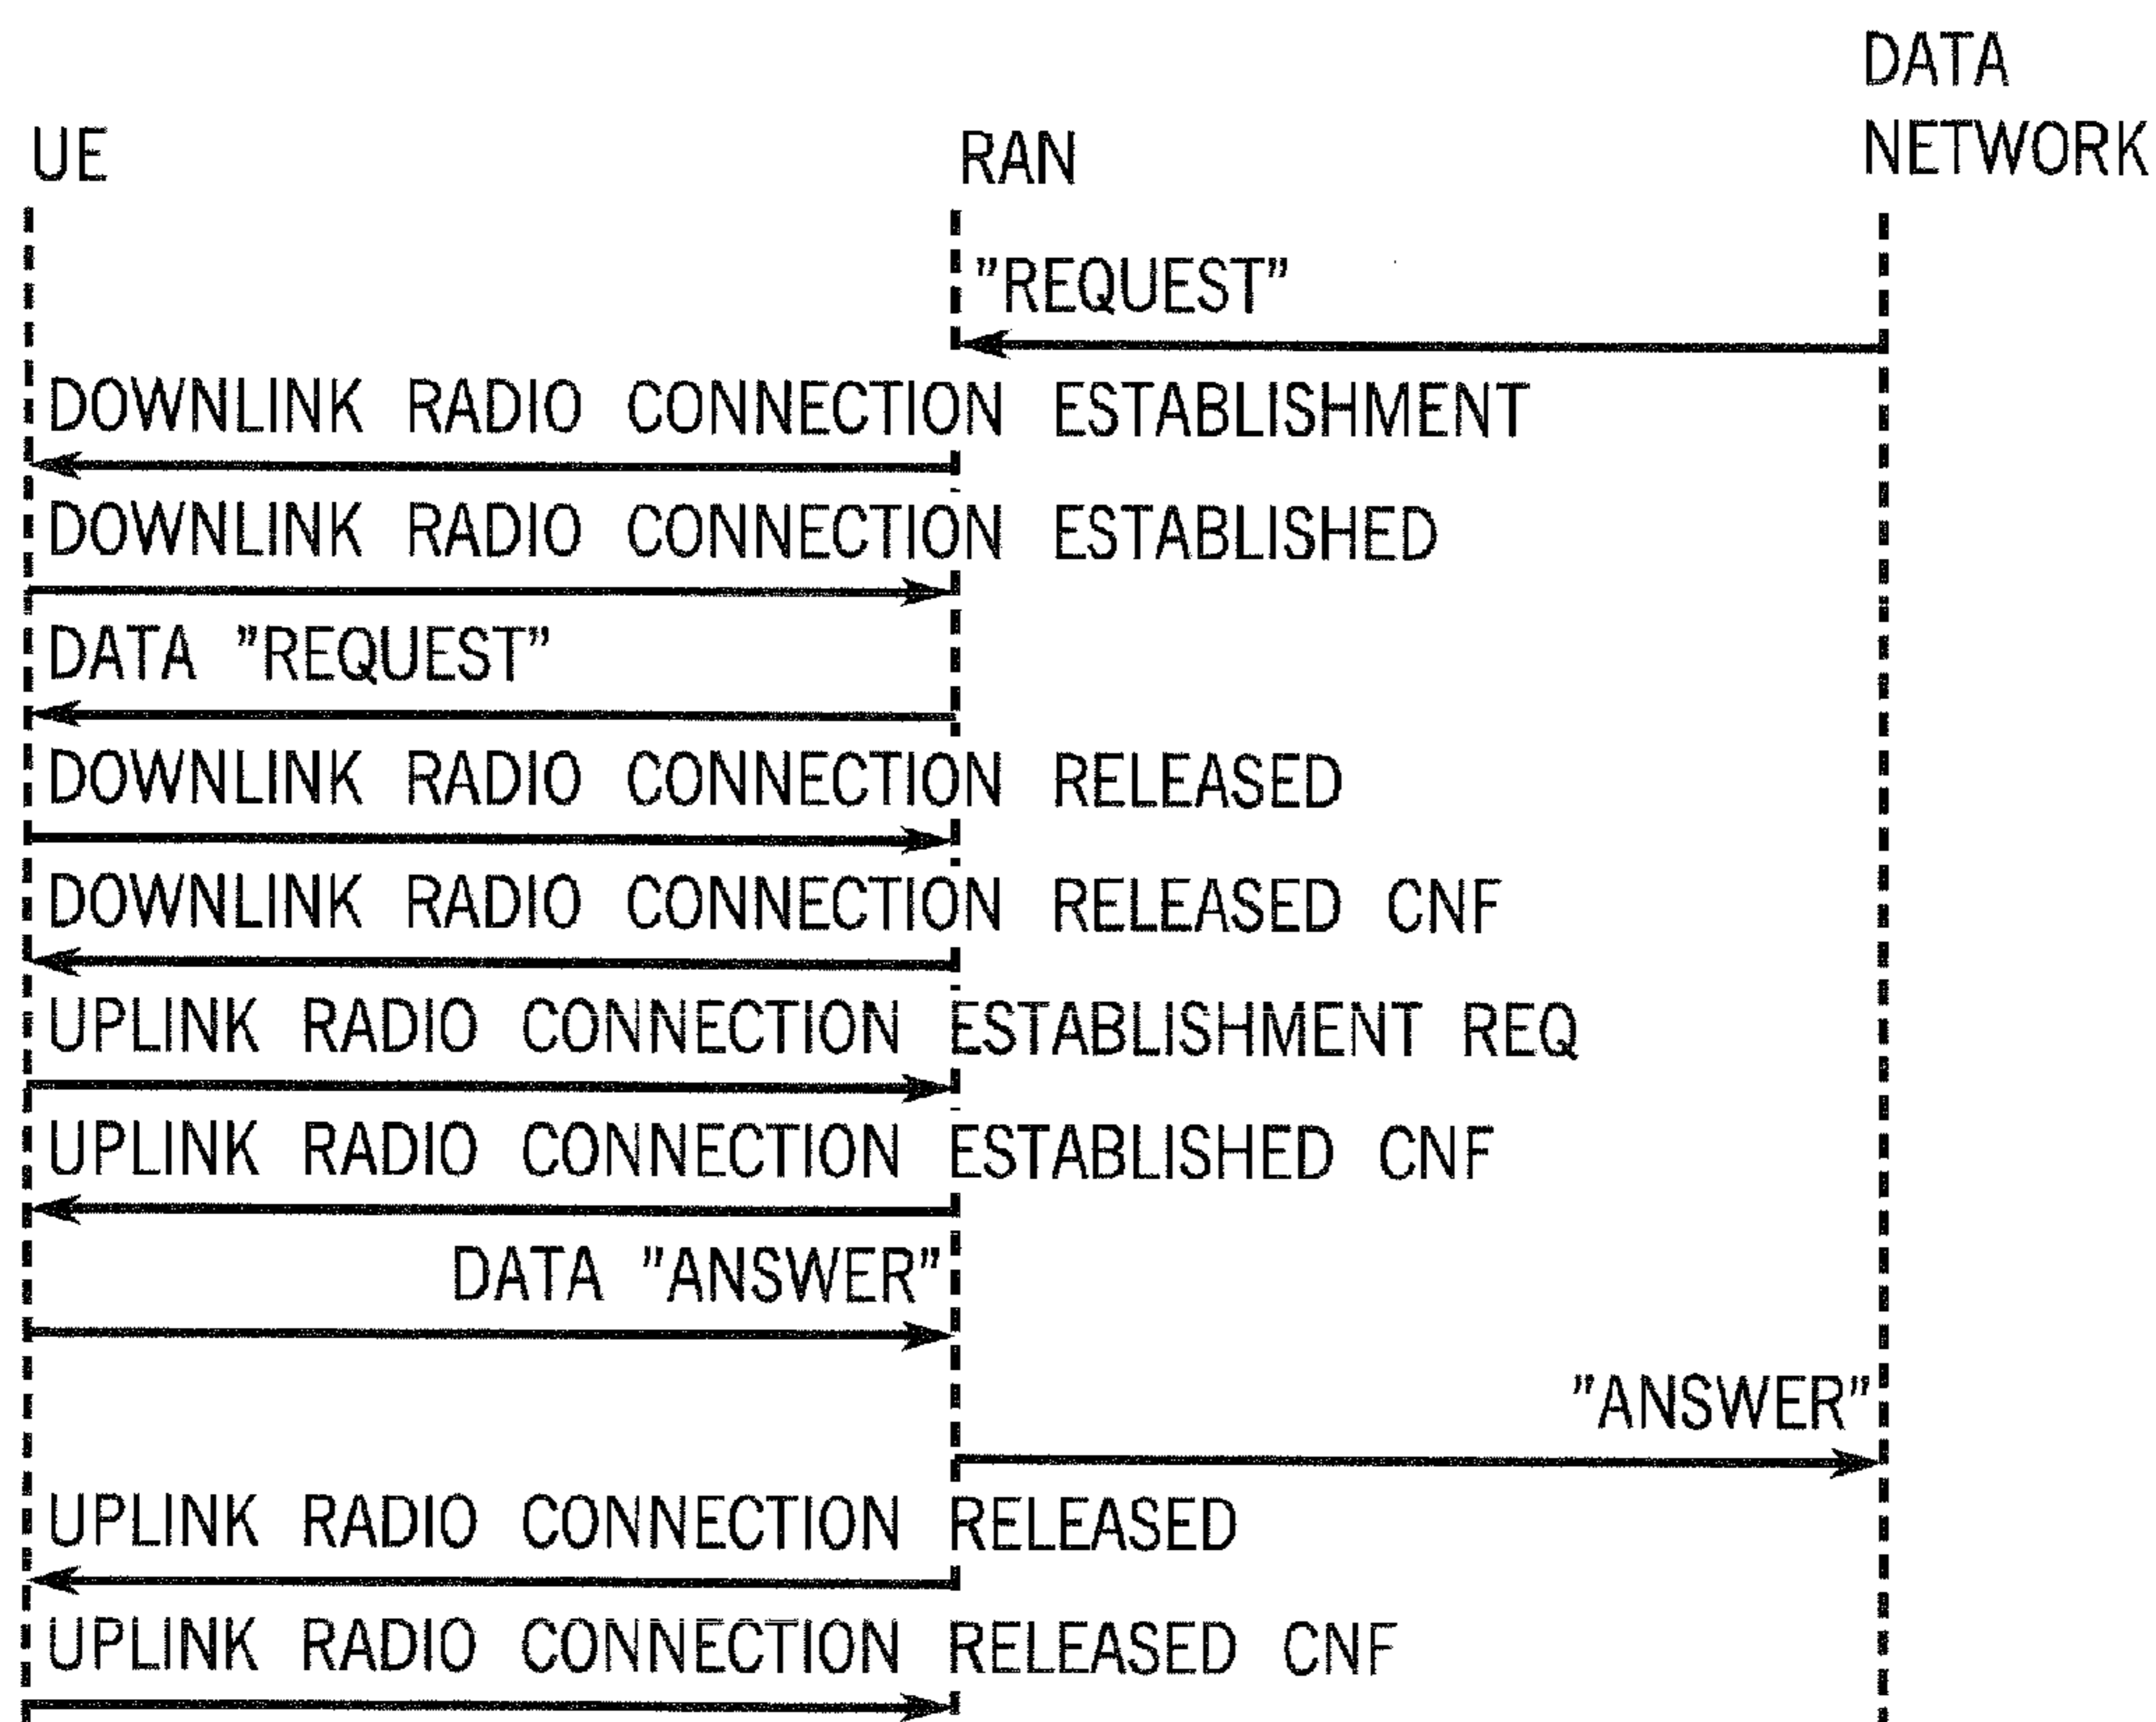 DATA
NETWORK
UE
RAN
"REQUEST"
DOWNLINK RADIO CONNECTION ESTABLISHMENT
DOWNLINK RADIO CONNECTION ESTABLISHED
DATA "REQUEST"
DOWNLINK RADIO CONNECTION RELEASED
DOWNLINK RADIO CONNECTION RELEASED CNF
UPLINK RADIO CONNECTION ESTABLISHMENT REQ
UPLINK RADIO CONNECTION ESTABLISHED CNF
DATA "ANSWER"
"ANSWER"
UPLINK RADIO CONNECTION RELEASED
UPLINK RADIO CONNECTION RELEASED CNF